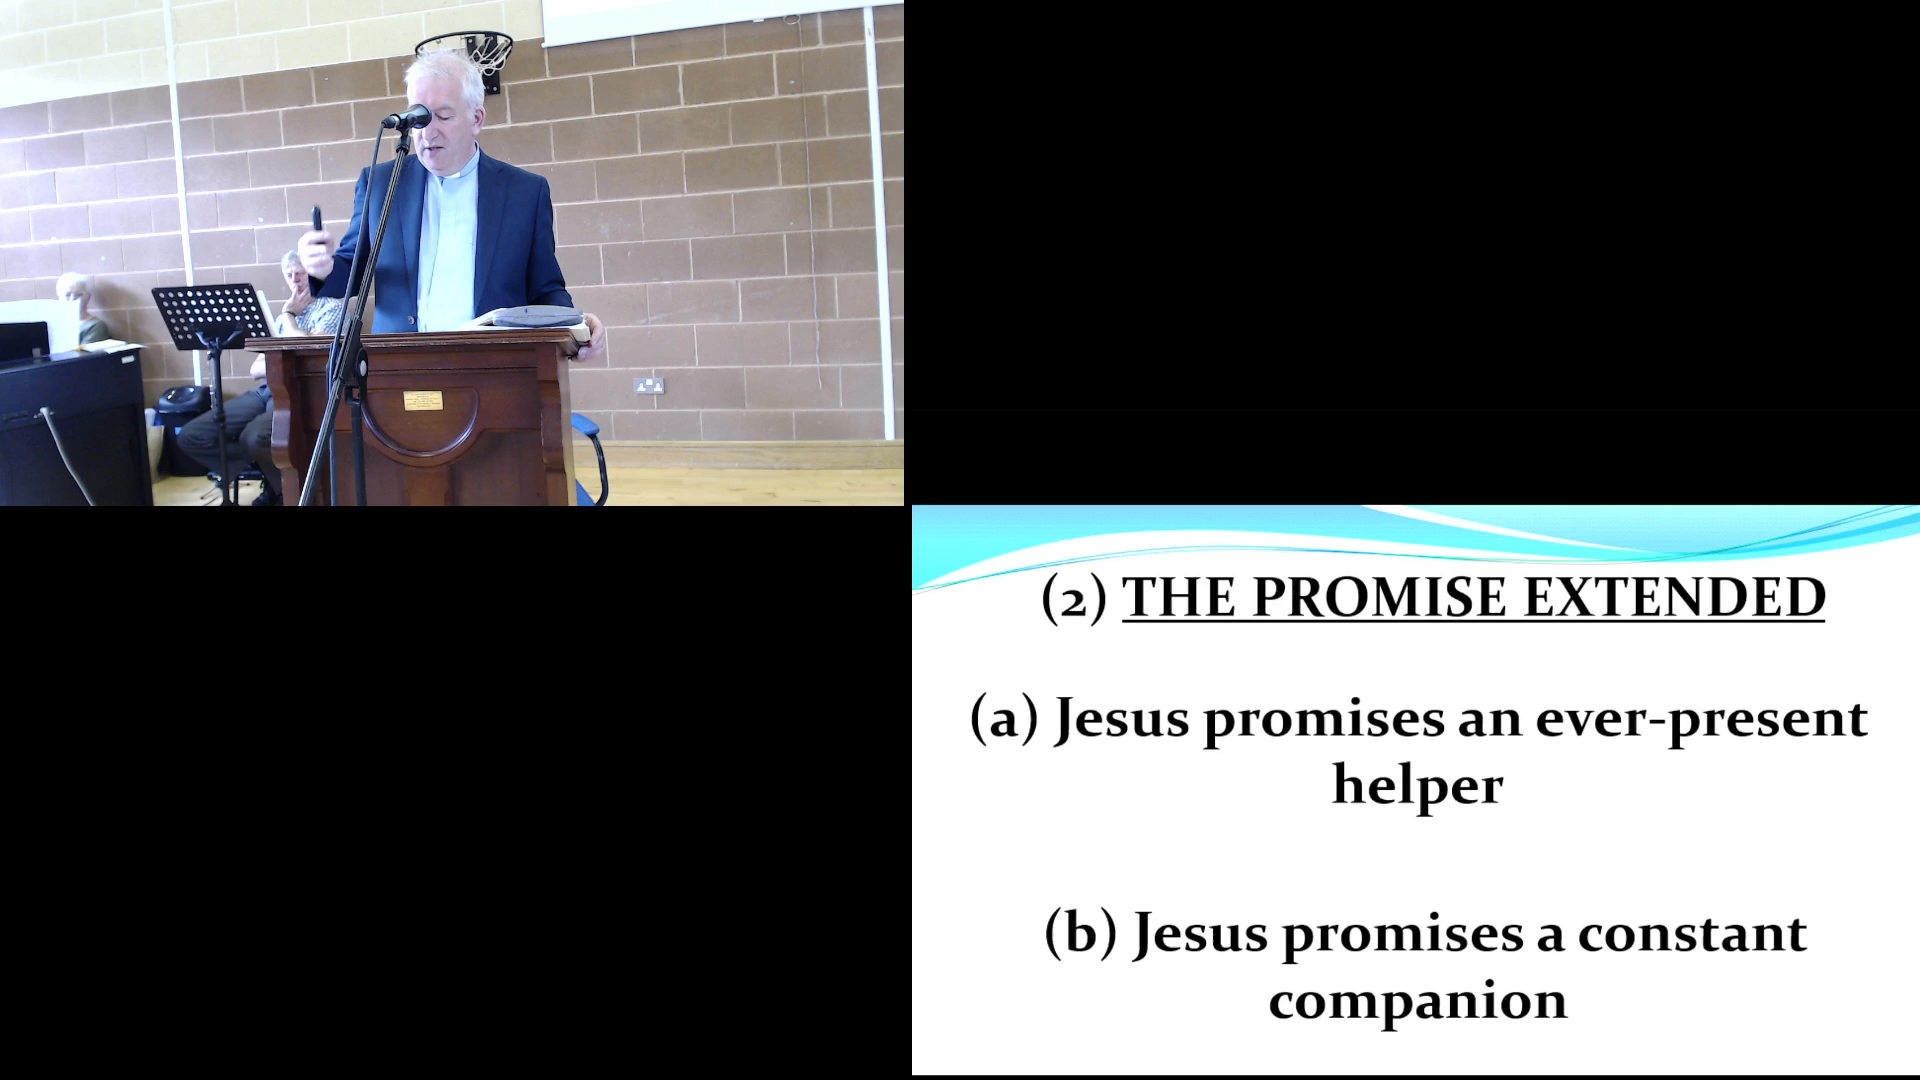 (2) THE PROMISE EXTENDED
(a) Jesus promises an ever-present
helper
(b) Jesus promises a constant
companion